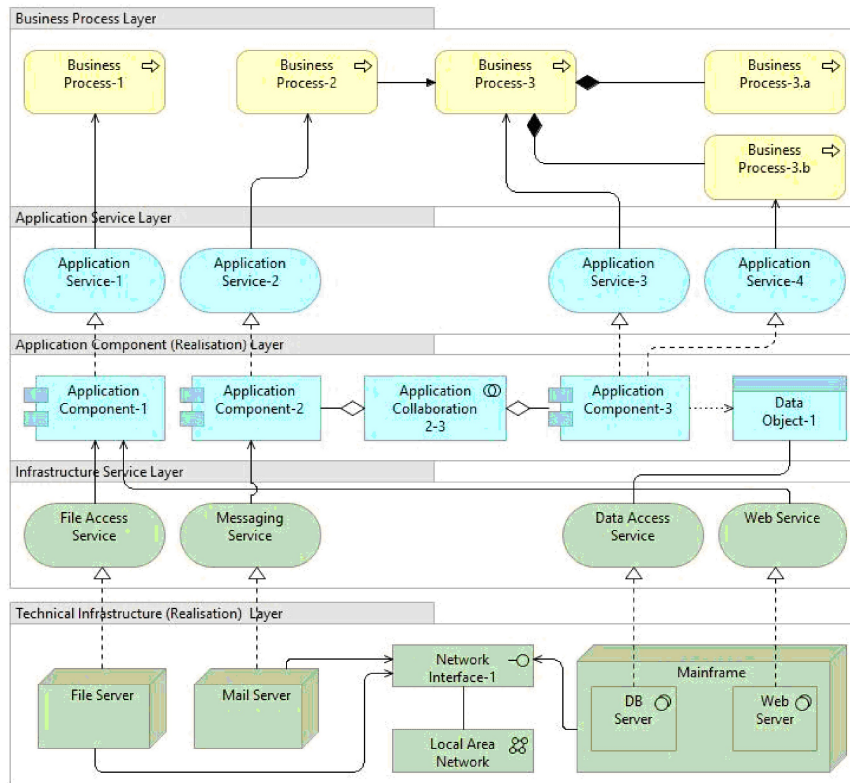 Business Process Layer
Business
Process-1
Business
Process-2
Business
Process-3
Business
Process-3.a
Business
Process-3.b
Application Service Layer
Application
Service-1
Application
Service-2
Application
Service-3
Application
Service-4
Application Component (Realisation) Layer
Application
Component-1
Application
Component-2
Application
Collaboration
2-3
Application
Component-3
Data
Object-1
Infrastructure Service Layer
File Access
Service
Messaging
Service
Data Access
Service
Web Service
Technical Infrastructure (Realisation) Layer
File Server
Mail Server
Network
Interface-1
Local Area
Network
Mainframe
DB
Server
Web
Server